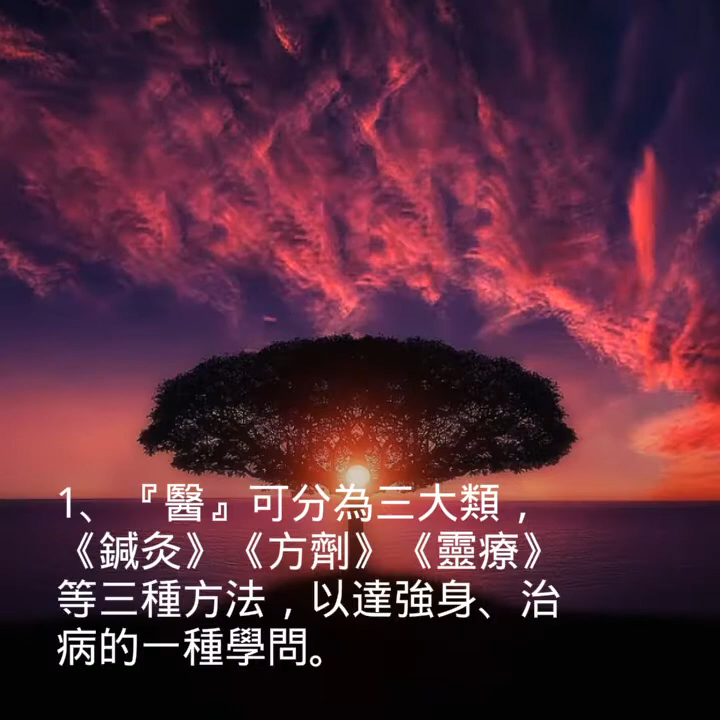 1、『醫』可分為三大類，
《鍼灸》《方劑》《靈療》
等三種方法，以達強身、治
病的一種學問。